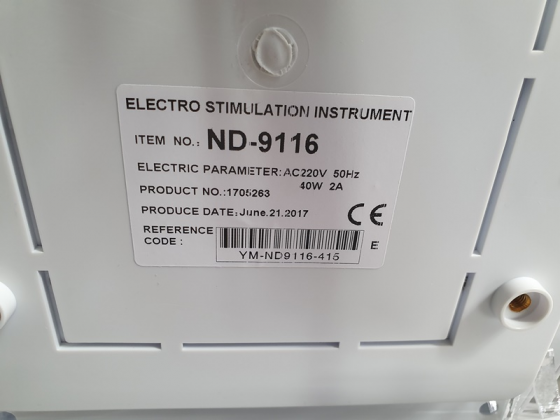 ELECTRO STIMULATION INSTRUMENT
ITEM NO.: ND-9116
ELECTRIC PARAMETER:AC220V 50Hz
40W 2A
PRODUCT NO.:1705263
PRODUCE DATE:June.21.2017
CE
REFERENCE
CODE :
YM-ND9116-415
E